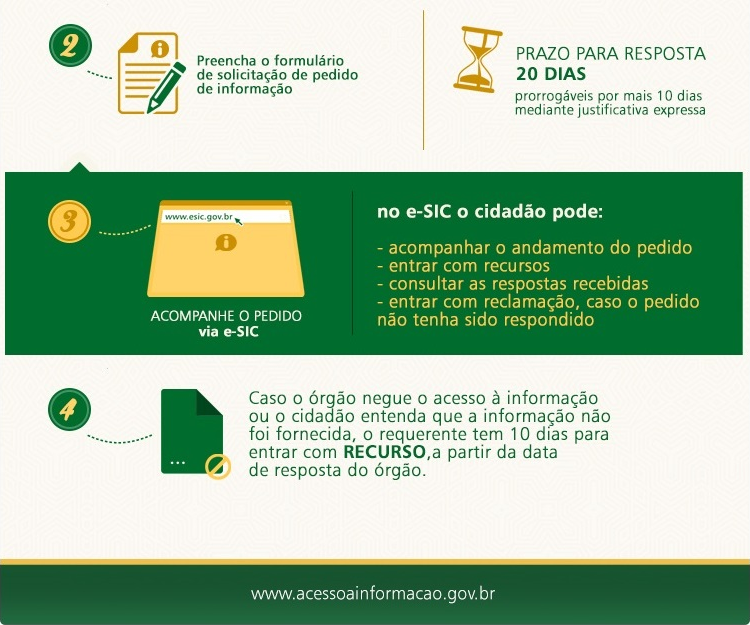 2
Preencha o formulário
de solicitação de pedido
de informação
PRAZO PARA RESPOSTA
20 DIAS
prorrogáveis por mais 10 dias
mediante justificativa expressa
3
www.esic.gov.br
ACOMPANHE O PEDIDO
via e-SIC
no e-SIC o cidadão pode:
- acompanhar o andamento do pedido
- entrar com recursos
- consultar as respostas recebidas
- entrar com reclamação, caso o pedido
não tenha sido respondido
4
Caso o órgão negue o acesso à informação
ou o cidadão entenda que a informação não
foi fornecida, o requerente tem 10 dias para
entrar com RECURSO,a partir da data
de resposta do órgão.
www.acessoainformacao.gov.br